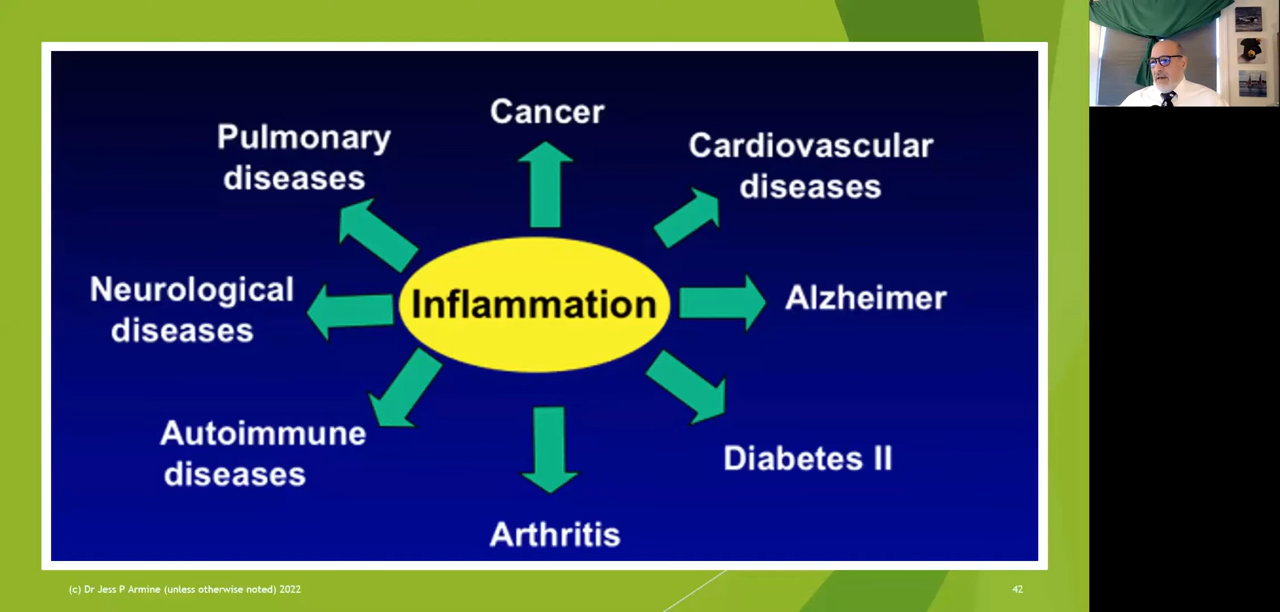 Cancer
Pulmonary
diseases
Cardiovascular
diseases
Neurological
diseases
Inflammation
Alzheimer
Autoimmune
diseases
Diabetes II
Arthritis
(c) Dr Jess P Armine (unless otherwise noted) 2022
42